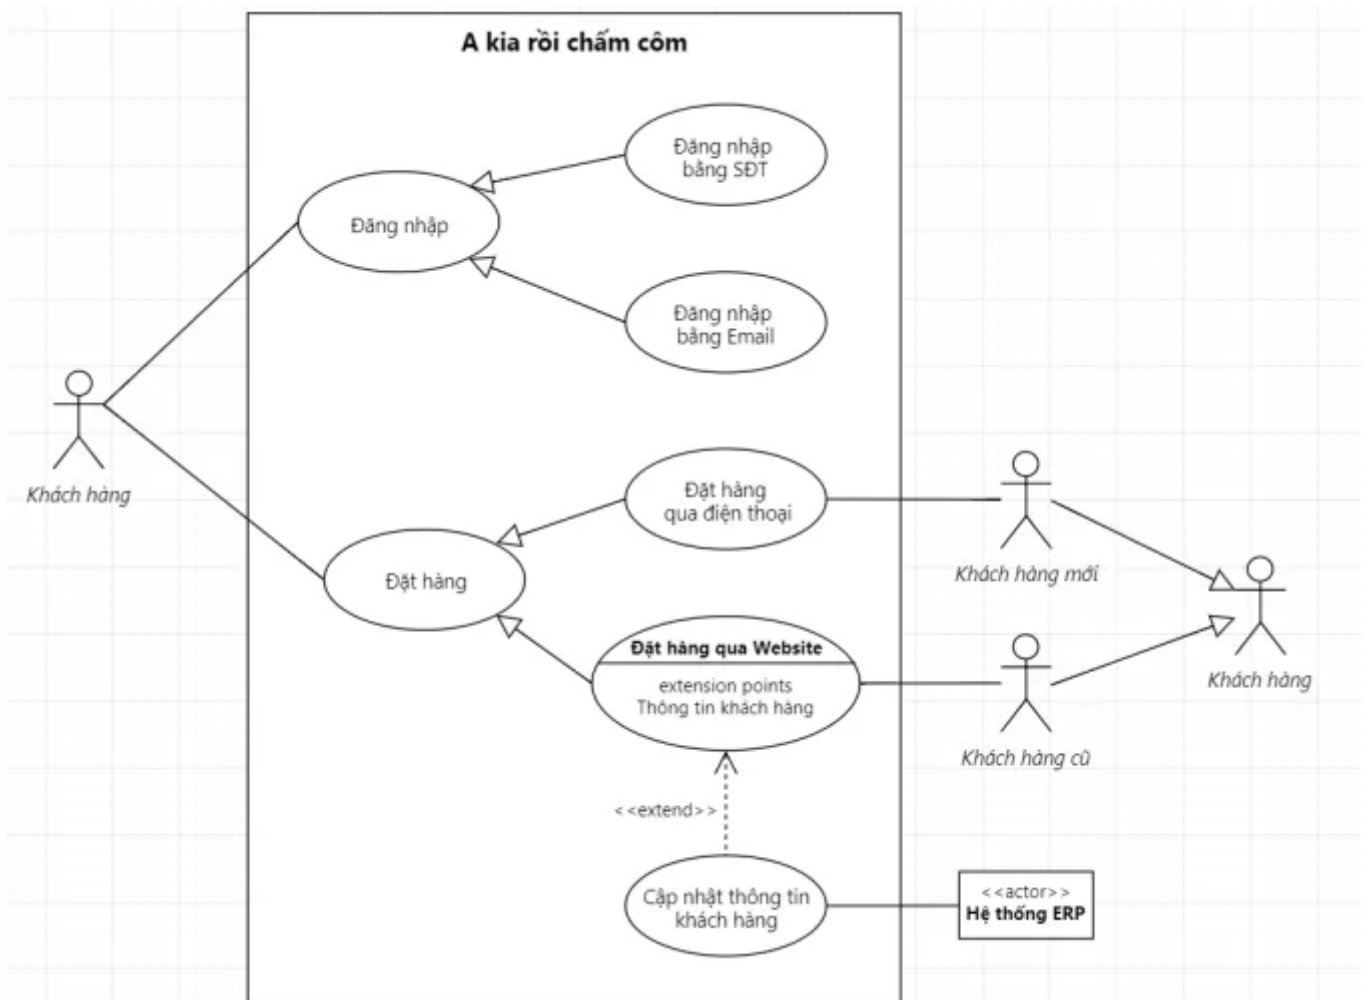 A kia rồi chấm côm
Đăng nhập
bằng SĐT
Đăng nhập
Đăng nhập
bằng Email
Khách hàng
Đặt hàng
qua điện thoại
Khách hàng mới
Đặt hàng
Đặt hàng qua Website
extension points
Thông tin khách hàng
Khách hàng
Khách hàng cũ
<<extend>>
Cập nhật thông tin
khách hàng
<<actor>>
Hệ thống ERP